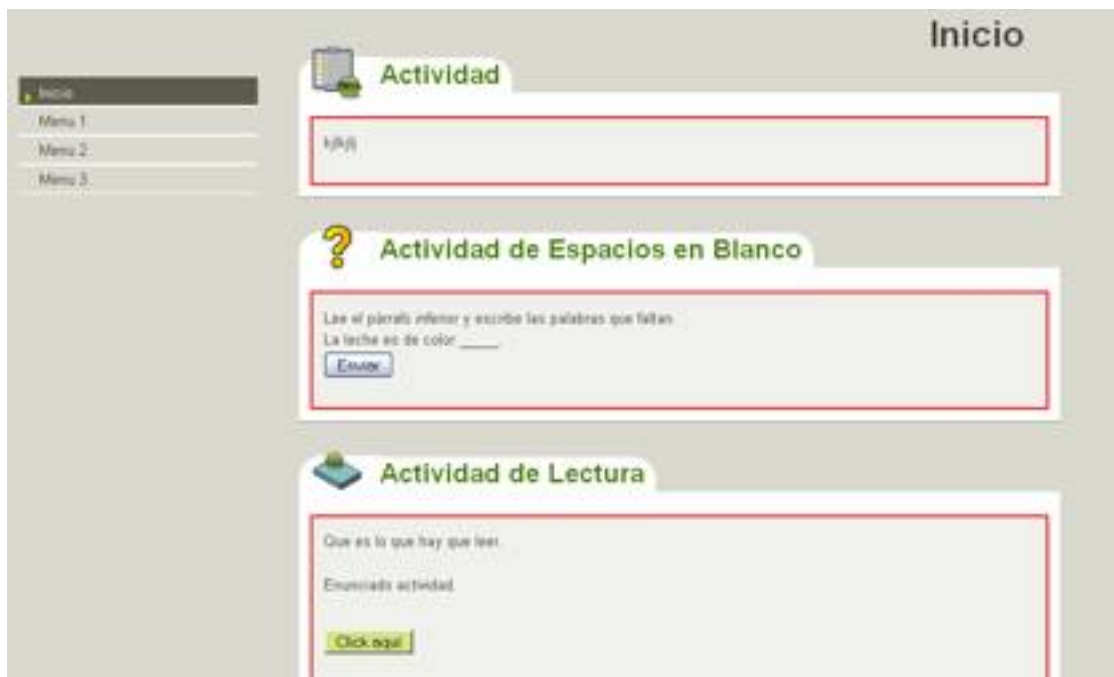 Inicio
Inicio
Menu 1
Menu 2
Menu 3
Actividad
Actividad de Espacios en Blanco
Lee el párrafo inferior y escribe las palabras que faltan.
La leche es de color _____
Enviar
Actividad de Lectura
Que es lo que hay que leer.
Enunciado actividad.
Click aquí